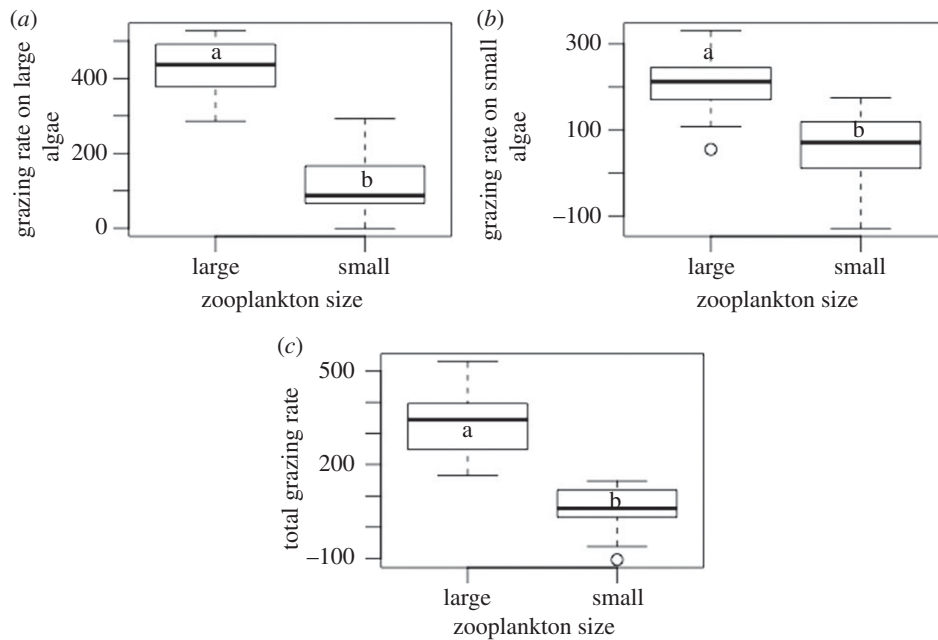 (a)
grazing rate on large
algae
400
200
0
a
b
large small
zooplankton size
(b)
grazing rate on small
algae
300
100
−100
a
b
large small
zooplankton size
(c)
total grazing rate
500
200
−100
a
b
large small
zooplankton size